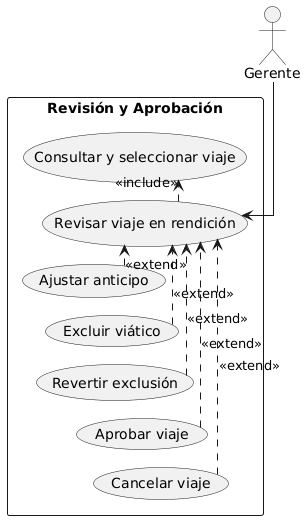 Gerente
Revisión y Aprobación
Consultar y seleccionar viaje
«include»
Revisar viaje en rendición
«extend»
Ajustar anticipo
«extend»
Excluir viático
«extend»
Revertir exclusión
«extend»
Aprobar viaje
«extend»
Cancelar viaje